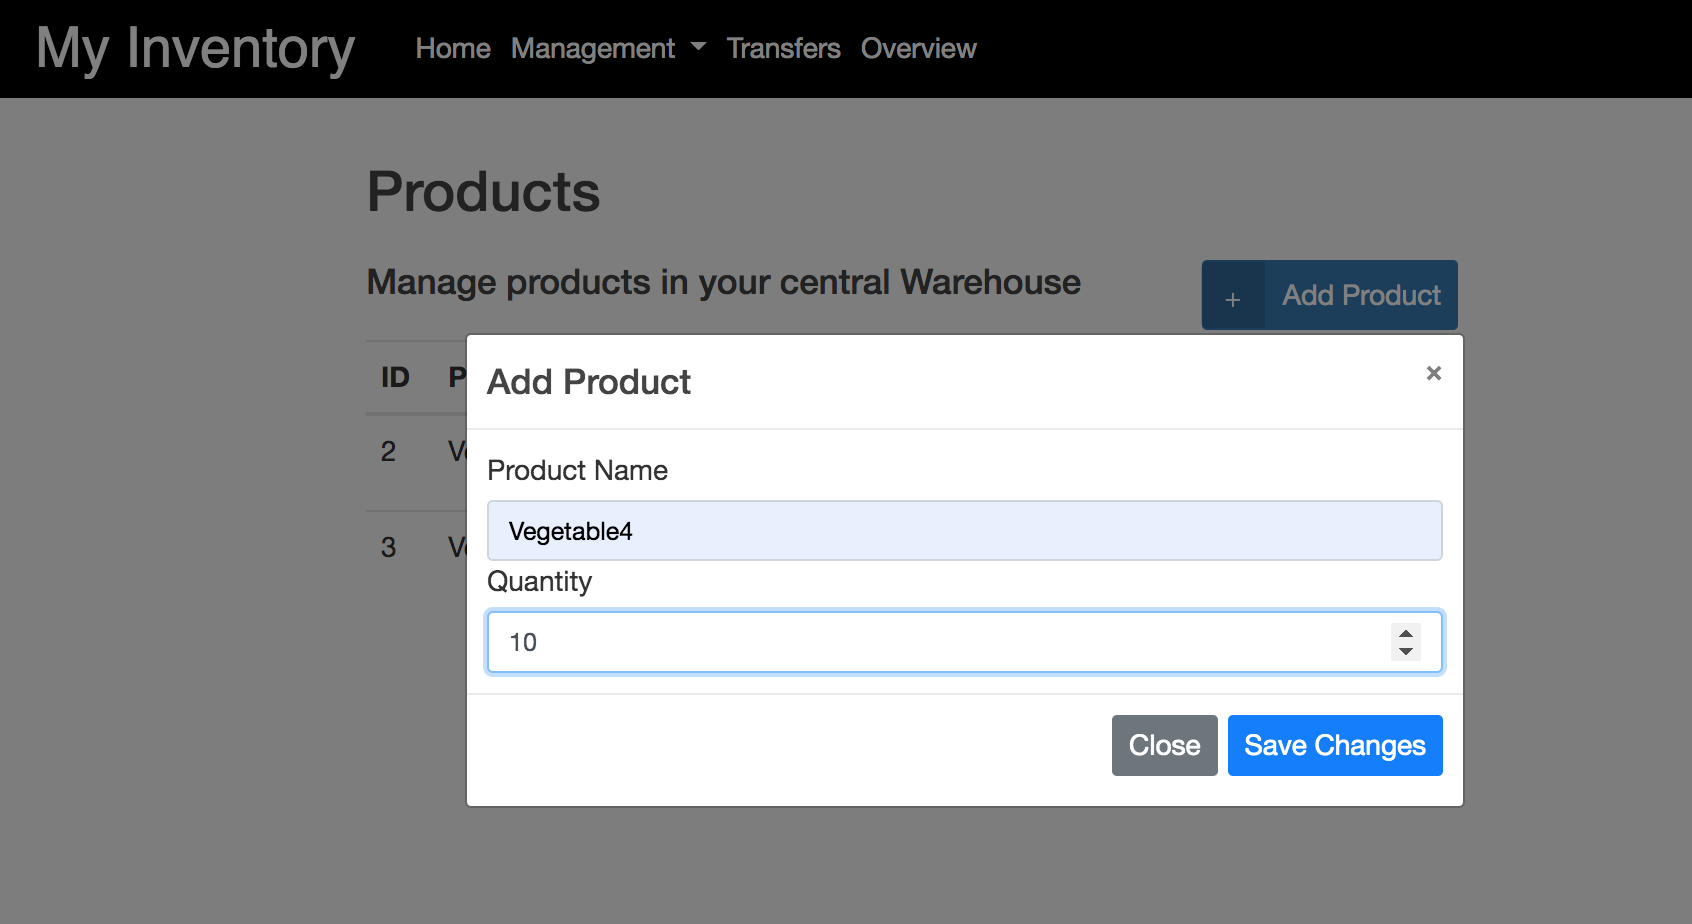 My Inventory Home Management Transfers Overview
Products
Manage products in your central Warehouse
+ Add Product
ID
Add Product ×
2
Product Name
Vegetable4
3
Quantity
10
Close Save Changes